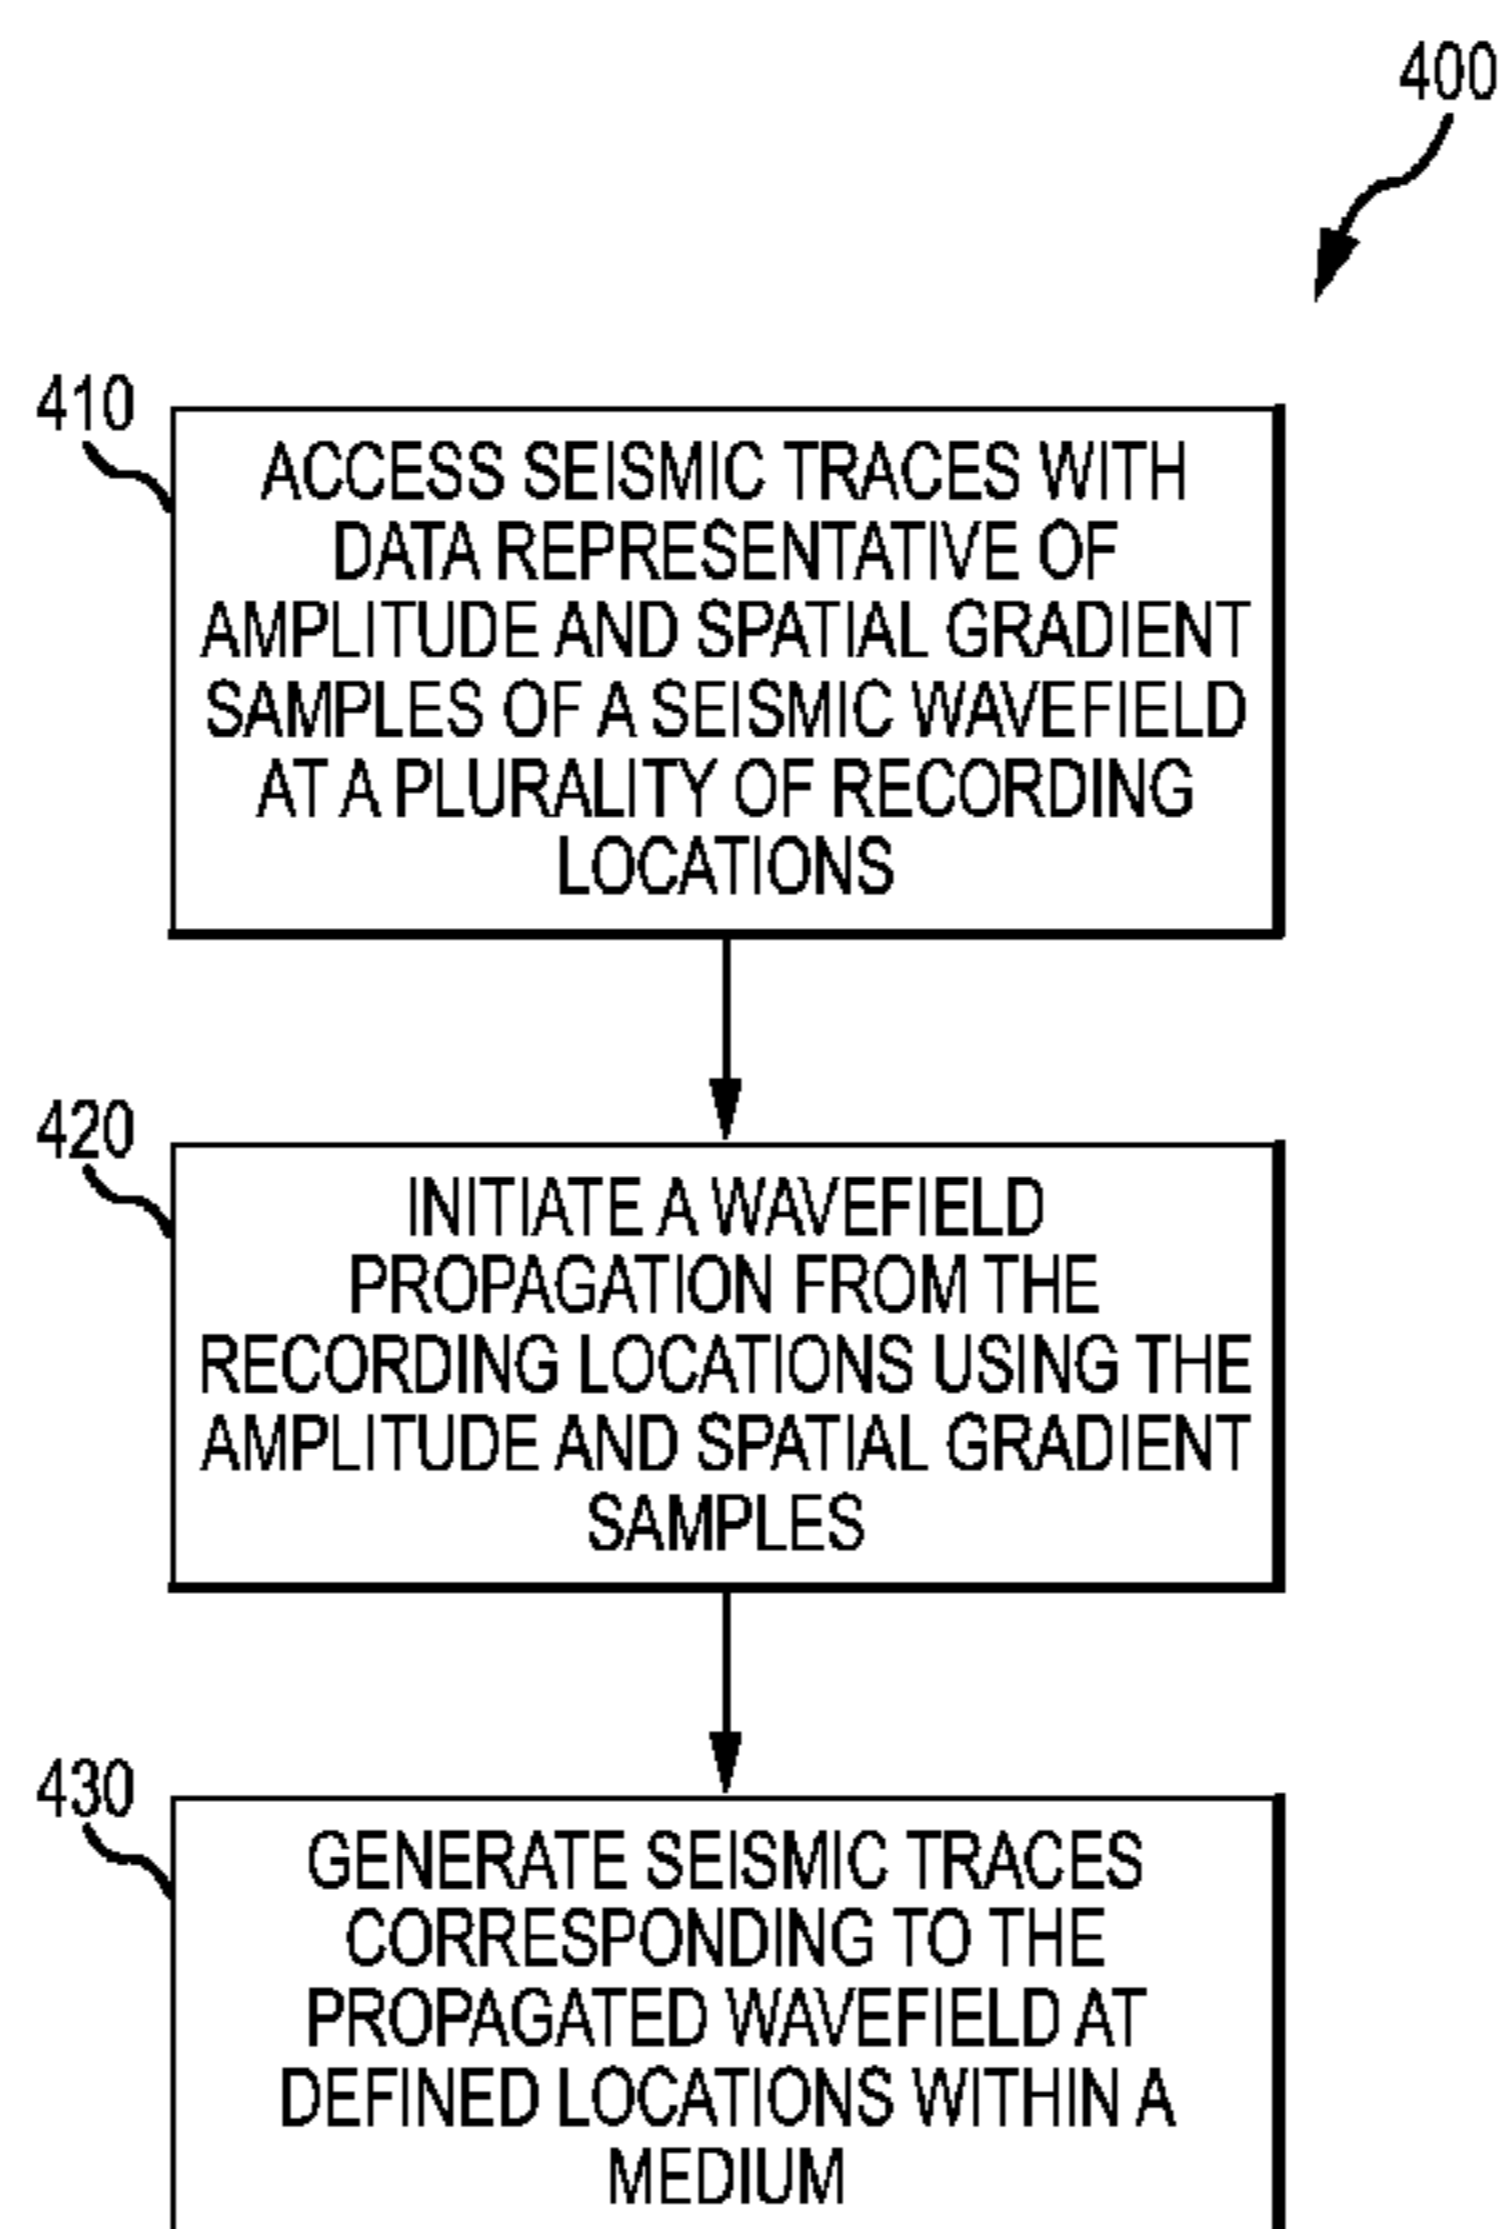 400
410
ACCESS SEISMIC TRACES WITH
DATA REPRESENTATIVE OF
AMPLITUDE AND SPATIAL GRADIENT
SAMPLES OF A SEISMIC WAVEFIELD
AT A PLURALITY OF RECORDING
LOCATIONS
420
INITIATE A WAVEFIELD
PROPAGATION FROM THE
RECORDING LOCATIONS USING THE
AMPLITUDE AND SPATIAL GRADIENT
SAMPLES
430
GENERATE SEISMIC TRACES
CORRESPONDING TO THE
PROPAGATED WAVEFIELD AT
DEFINED LOCATIONS WITHIN A
MEDIUM